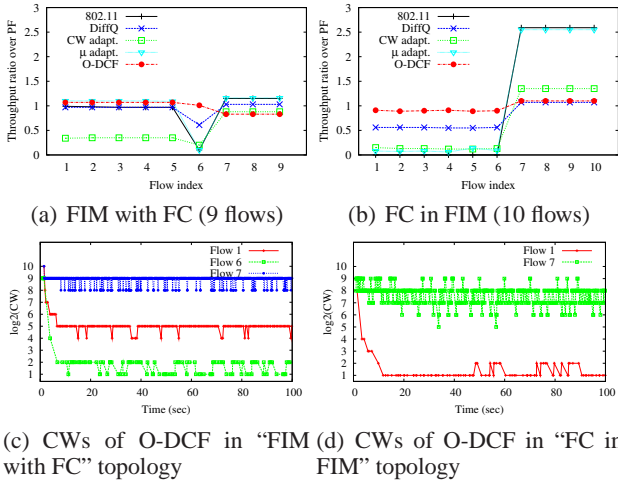 802.11
DiffQ
CW adapt.
μ adapt.
O-DCF
Throughput ratio over PF
3
2.5
2
1.5
1
0.5
0
1 2 3 4 5 6 7 8 9
Flow index
(a) FIM with FC (9 flows)
802.11
DiffQ
CW adapt.
μ adapt.
O-DCF
Throughput ratio over PF
3
2.5
2
1.5
1
0.5
0
1 2 3 4 5 6 7 8 9 10
Flow index
(b) FC in FIM (10 flows)
Flow 1
Flow 6
Flow 7
log2(CW)
10
9
8
7
6
5
4
3
2
1
0 20 40 60 80 100
Time (sec)
(c) CWs of O-DCF in “FIM
with FC” topology
Flow 1
Flow 7
log2(CW)
10
9
8
7
6
5
4
3
2
1
0 20 40 60 80 100
Time (sec)
(d) CWs of O-DCF in “FC in
FIM” topology